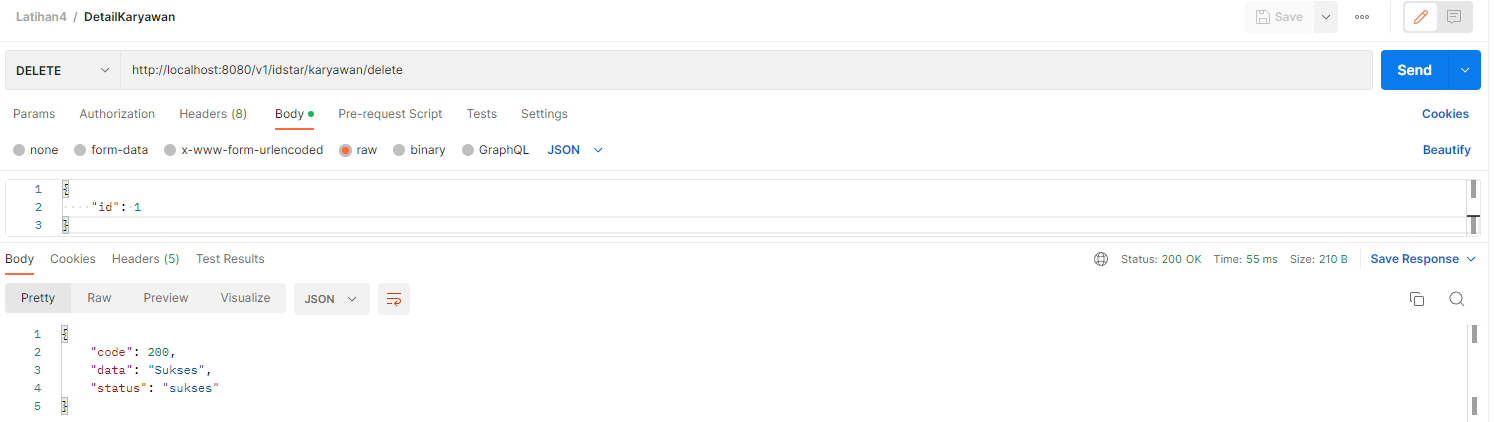 Latihan4 / DetailKaryawan Save
DELETE http://localhost:8080/v1/idstar/karyawan/delete Send
Params Authorization Headers (8) Body Pre-request Script Tests Settings Cookies
none form-data x-www-form-urlencoded raw binary GraphQL JSON Beautify
1 {
2 "id": 1
3 }
Body Cookies Headers (5) Test Results Status: 200 OK Time: 55 ms Size: 210 B Save Response
Pretty Raw Preview Visualize JSON
1 {
2 "code": 200,
3 "data": "Sukses",
4 "status": "sukses"
5 }